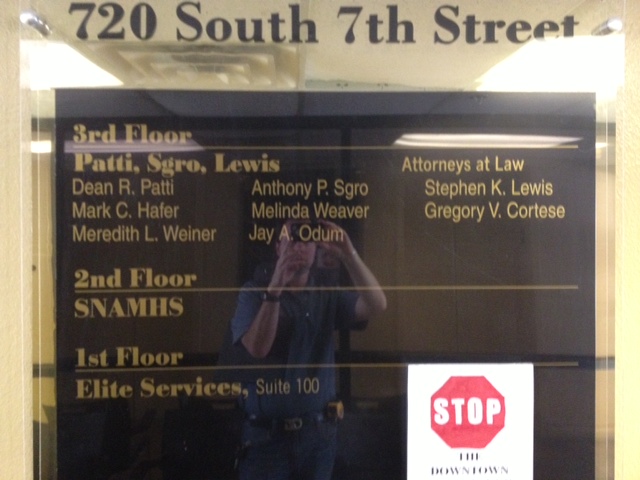 720 South 7th Street
3rd Floor
Patti, Sgro, Lewis Attorneys at Law
Dean R. Patti Anthony P. Sgro Stephen K. Lewis
Mark C. Hafer Melinda Weaver Gregory V. Cortese
Meredith L. Weiner Jay A. Odum
2nd Floor
SNAMHS
1st Floor
Elite Services, Suite 100
STOP
THE
DOWNTOWN